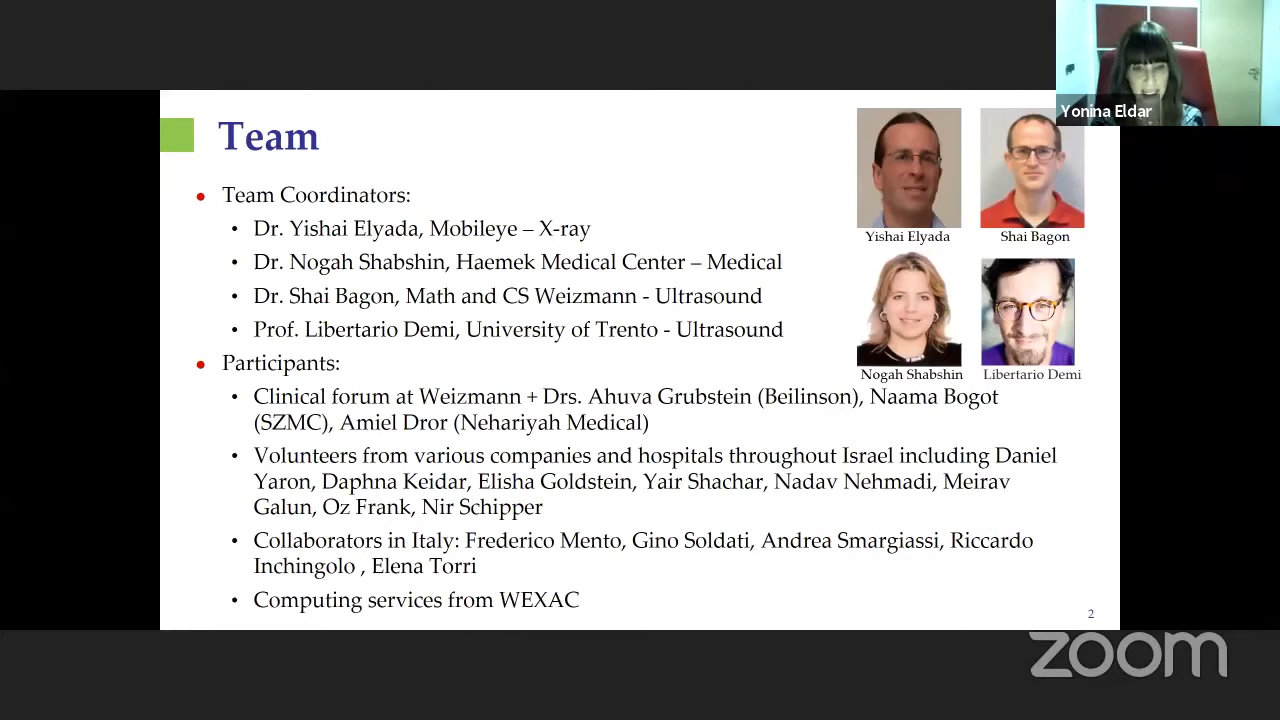 Yonina Eldar
Team
Team Coordinators:
Dr. Yishai Elyada, Mobileye – X-ray
Dr. Nogah Shabshin, Haemek Medical Center – Medical
Dr. Shai Bagon, Math and CS Weizmann - Ultrasound
Prof. Libertario Demi, University of Trento - Ultrasound
Yishai Elyada
Shai Bagon
Nogah Shabshin
Libertario Demi
Participants:
Clinical forum at Weizmann + Drs. Ahuva Grubstein (Beilinson), Naama Bogot
(SZMC), Amiel Dror (Nehariyah Medical)
Volunteers from various companies and hospitals throughout Israel including Daniel
Yaron, Daphna Keidar, Elisha Goldstein, Yair Shachar, Nadav Nehmadi, Meirav
Galun, Oz Frank, Nir Schipper
Collaborators in Italy: Frederico Mento, Gino Soldati, Andrea Smargiassi, Riccardo
Inchingolo , Elena Torri
Computing services from WEXAC
2
zoom